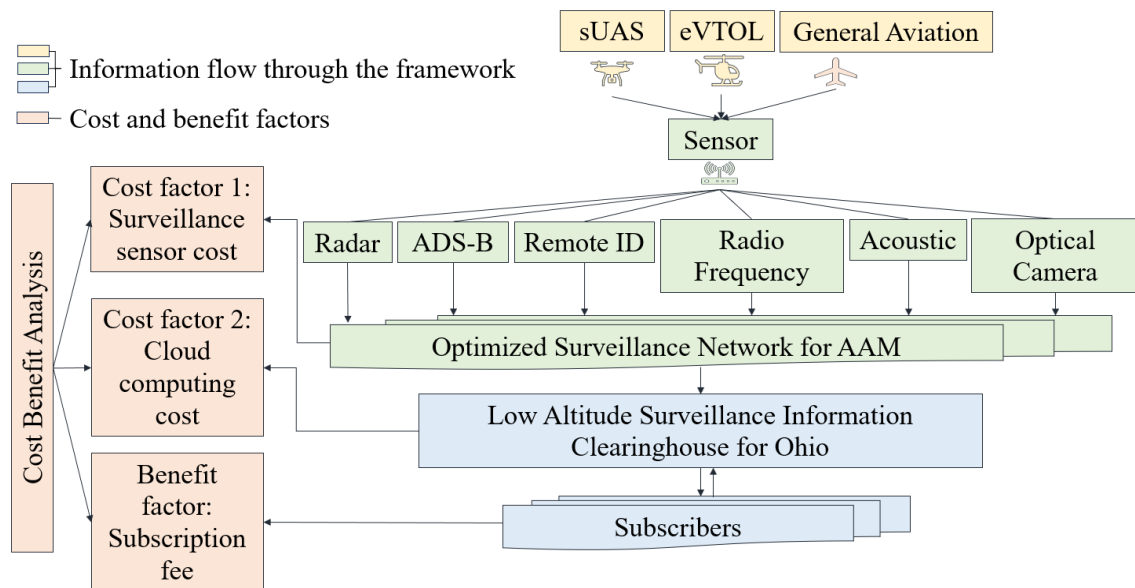 sUAS
eVTOL
General Aviation
Information flow through the framework
Cost and benefit factors
Sensor
Cost Benefit Analysis
Cost factor 1:
Surveillance
sensor cost
Radar
ADS-B
Remote ID
Radio
Frequency
Acoustic
Optical
Camera
Cost factor 2:
Cloud
computing
cost
Optimized Surveillance Network for AAM
Low Altitude Surveillance Information
Clearinghouse for Ohio
Benefit
factor:
Subscription
fee
Subscribers